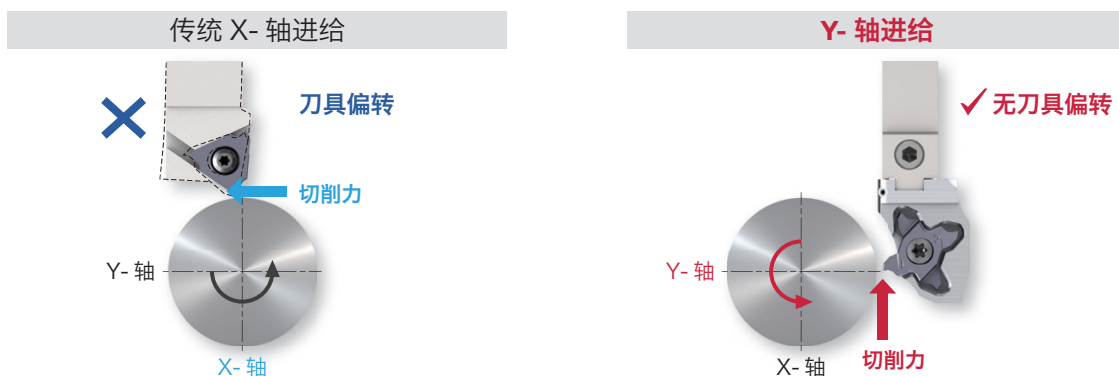 传统 X- 轴进给
刀具偏转
切削力
Y- 轴
X- 轴
Y- 轴进给
无刀具偏转
Y- 轴
X- 轴
切削力